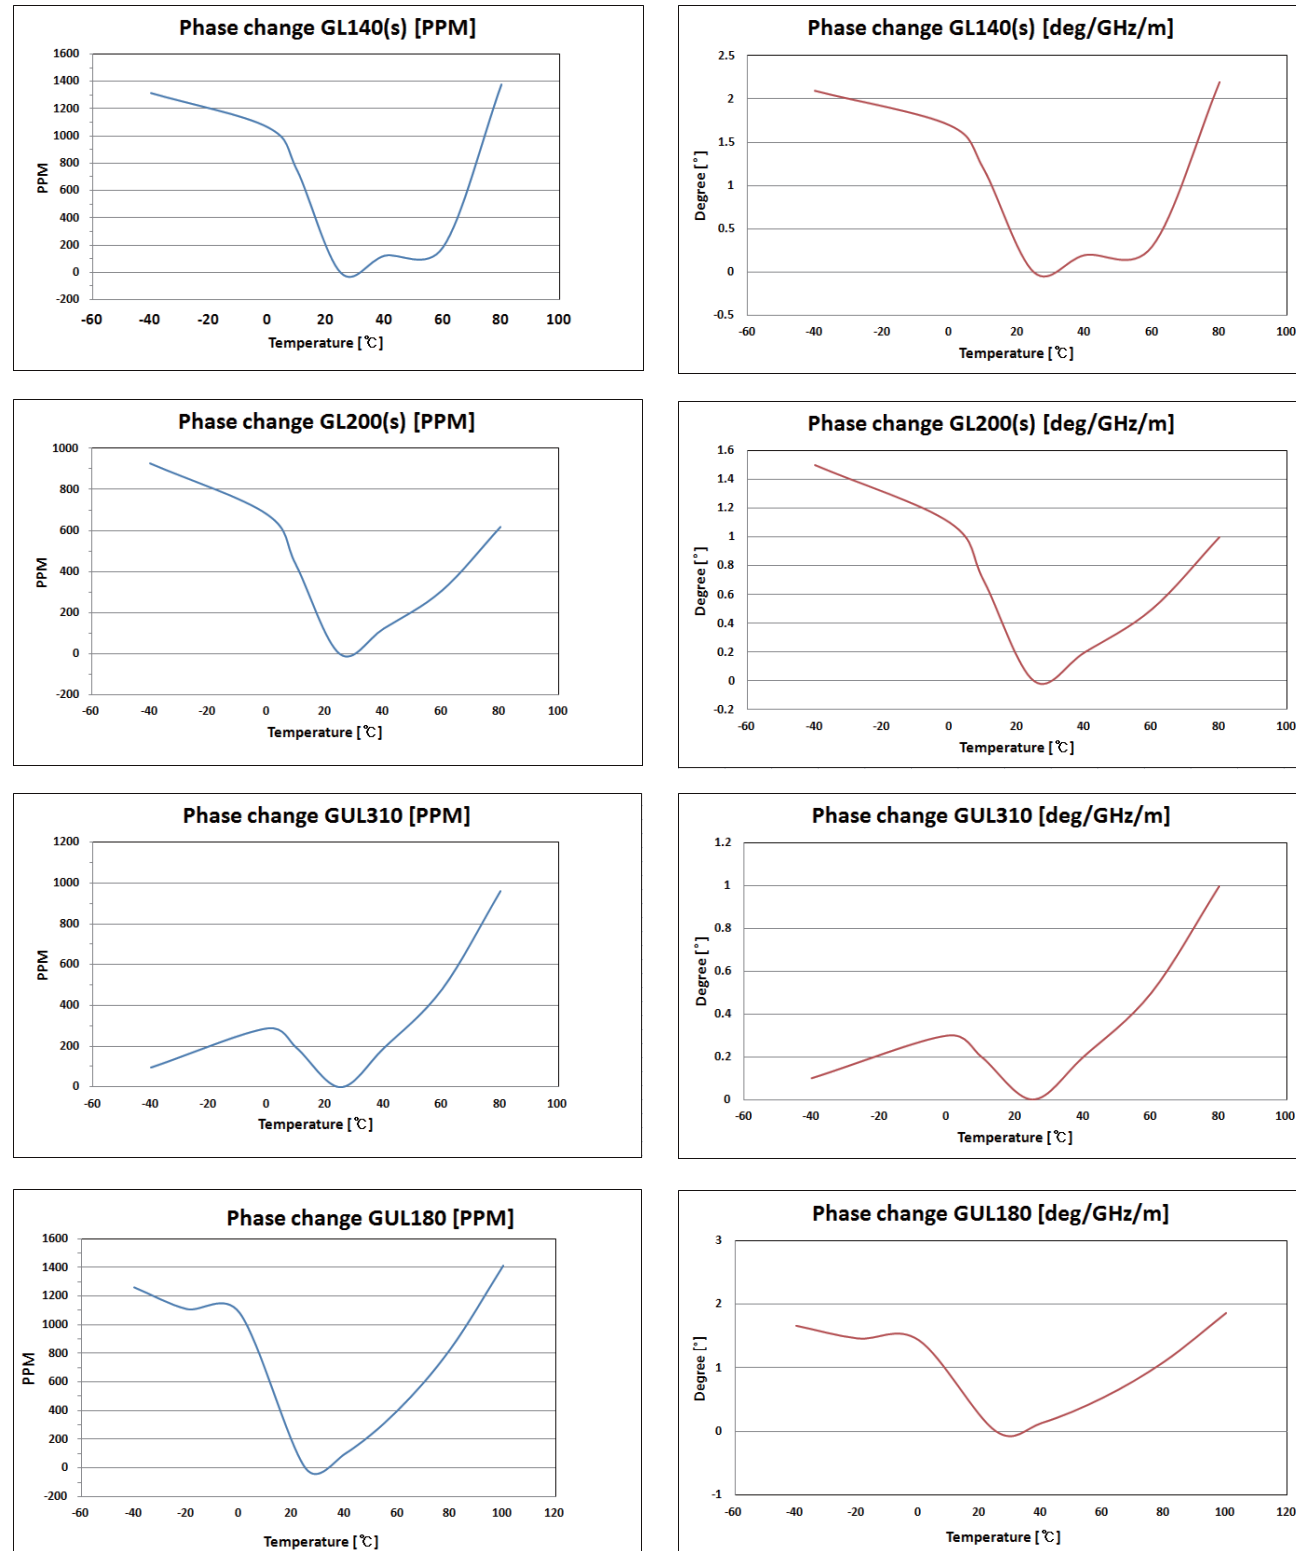 Phase change GL140(s) [PPM]
1600
1400
1200
1000
800
600
400
200
0
-200
PPM
-60 -40 -20 0 20 40 60 80 100
Temperature [℃]
Phase change GL140(s) [deg/GHz/m]
2.5
2
1.5
1
0.5
0
-0.5
Degree [°]
-60 -40 -20 0 20 40 60 80 100
Temperature [℃]
Phase change GL200(s) [PPM]
1000
800
600
400
200
0
-200
PPM
-60 -40 -20 0 20 40 60 80 100
Temperature [℃]
Phase change GL200(s) [deg/GHz/m]
1.6
1.4
1.2
1
0.8
0.6
0.4
0.2
0
-0.2
Degree [°]
-60 -40 -20 0 20 40 60 80 100
Temperature [℃]
Phase change GUL310 [PPM]
1200
1000
800
600
400
200
0
PPM
-60 -40 -20 0 20 40 60 80 100
Temperature [℃]
Phase change GUL310 [deg/GHz/m]
1.2
1
0.8
0.6
0.4
0.2
0
Degree [°]
-60 -40 -20 0 20 40 60 80 100
Temperature [℃]
Phase change GUL180 [PPM]
1600
1400
1200
1000
800
600
400
200
0
-200
PPM
-60 -40 -20 0 20 40 60 80 100 120
Temperature [℃]
Phase change GUL180 [deg/GHz/m]
3
2
1
0
-1
Degree [°]
-60 -40 -20 0 20 40 60 80 100 120
Temperature [℃]